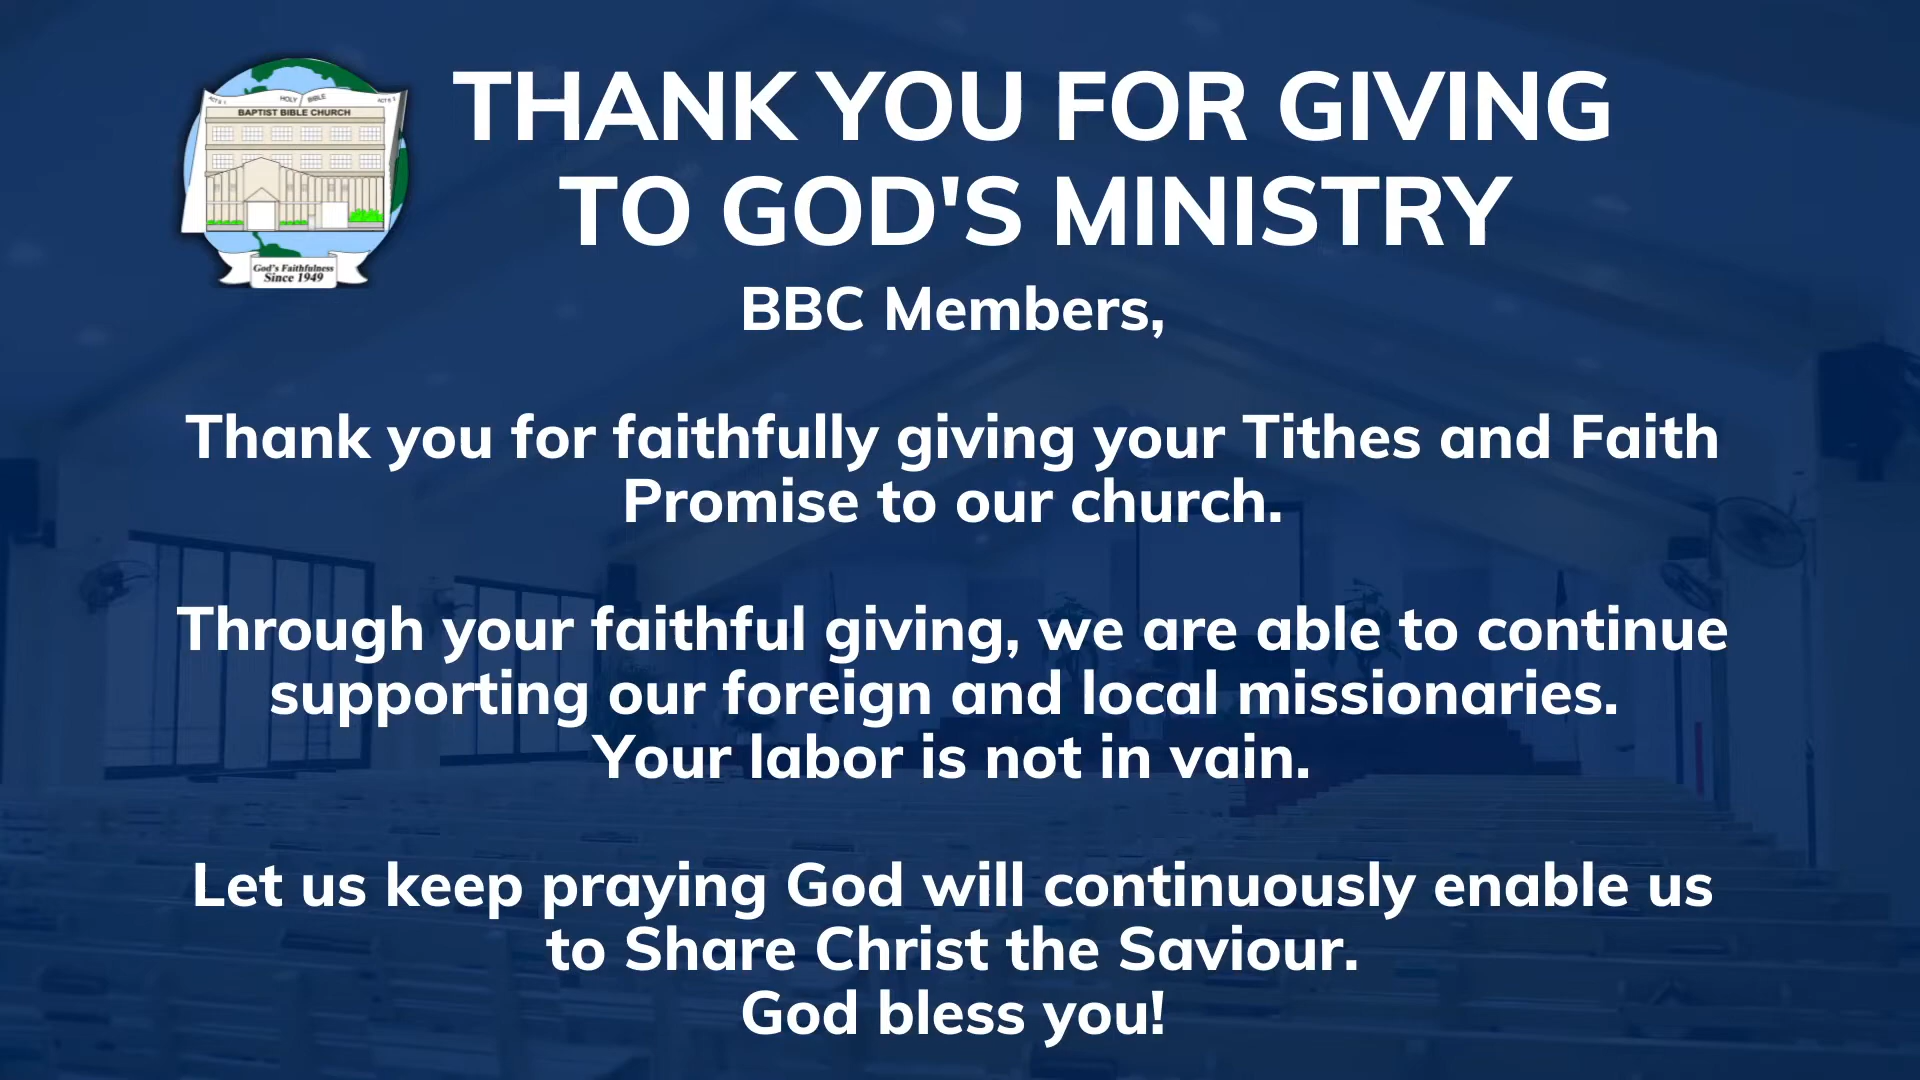 ACTS 1
HOLY BIBLE
BAPTIST BIBLE CHURCH
God's Faithfulness
Since 1949
THANK YOU FOR GIVING
TO GOD'S MINISTRY
BBC Members,
Thank you for faithfully giving your Tithes and Faith
Promise to our church.
Through your faithful giving, we are able to continue
supporting our foreign and local missionaries.
Your labor is not in vain.
Let us keep praying God will continuously enable us
to Share Christ the Saviour.
God bless you!